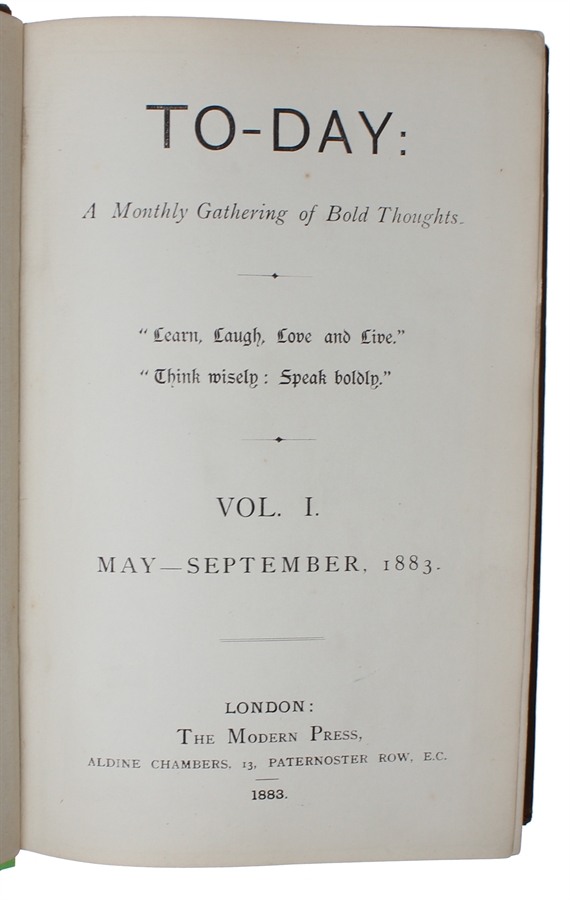 TO-DAY:
A Monthly Gathering of Bold Thoughts.
"Learn, Laugh, Love and Live."
"Think wisely: Speak boldly."
VOL. I.
MAY—SEPTEMBER, 1883.
LONDON:
THE MODERN PRESS,
ALDINE CHAMBERS, 13, PATERNOSTER ROW, E.C.
1883.